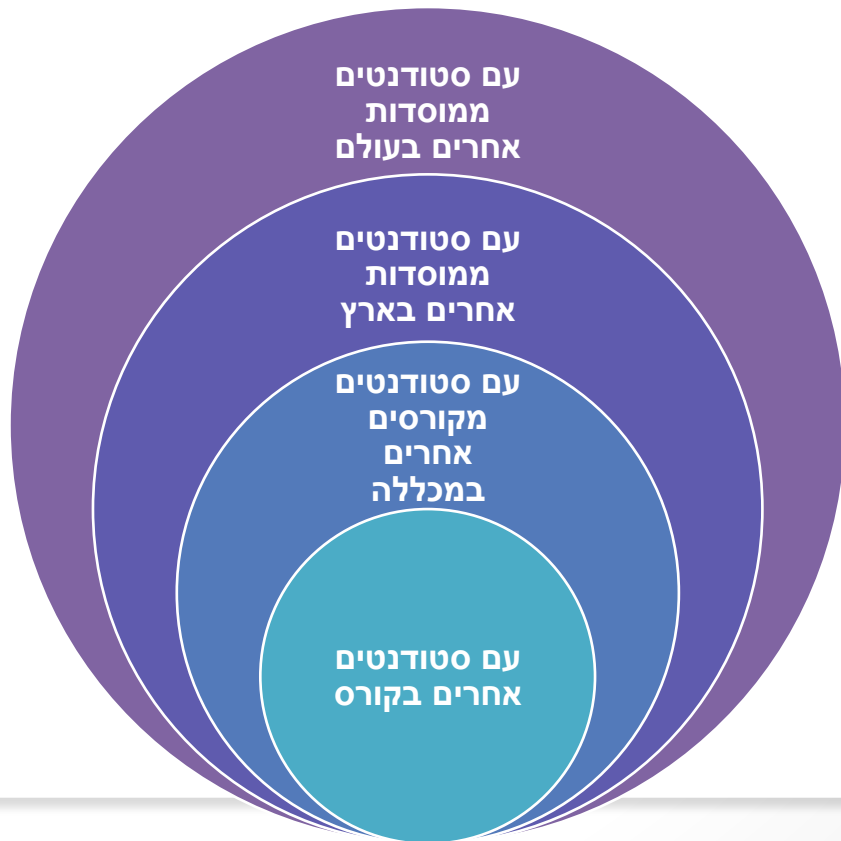 עם סטודנטים
ממוסדות
אחרים בעולם
עם סטודנטים
ממוסדות
אחרים בארץ
עם סטודנטים
מקורסים
אחרים
במכללה
עם סטודנטים
אחרים בקורס